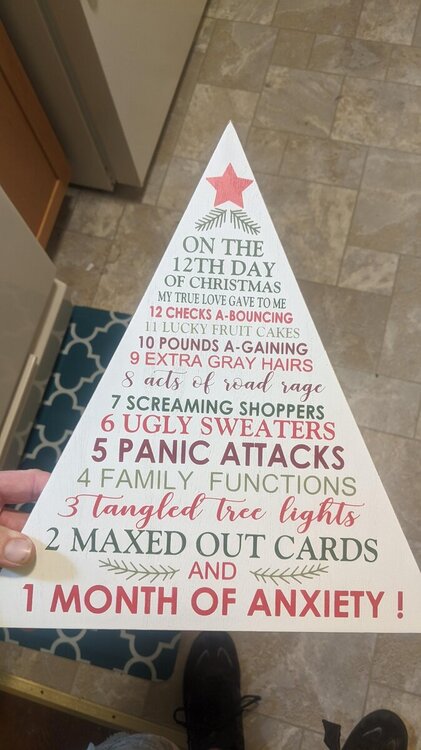 ON THE
12TH DAY
OF CHRISTMAS
MY TRUE LOVE GAVE TO ME
12 CHECKS A-BOUNCING
11 LUCKY FRUIT CAKES
10 POUNDS A-GAINING
9 EXTRA GRAY HAIRS
8 acts of road rage
7 SCREAMING SHOPPERS
6 UGLY SWEATERS
5 PANIC ATTACKS
4 FAMILY FUNCTIONS
3 tangled tree lights
2 MAXED OUT CARDS
AND
1 MONTH OF ANXIETY !